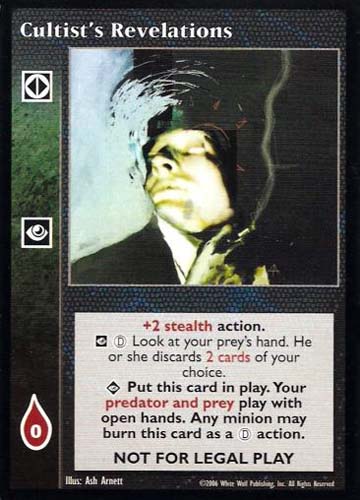 Cultist's Revelations
+2 stealth action.
Ⓓ Look at your prey's hand. He
or she discards 2 cards of your
choice.
Put this card in play. Your
predator and prey play with
open hands. Any minion may
burn this card as a Ⓓ action.
NOT FOR LEGAL PLAY
0
Illus: Ash Arnett
©2006 White Wolf Publishing, Inc. All Rights Reserved